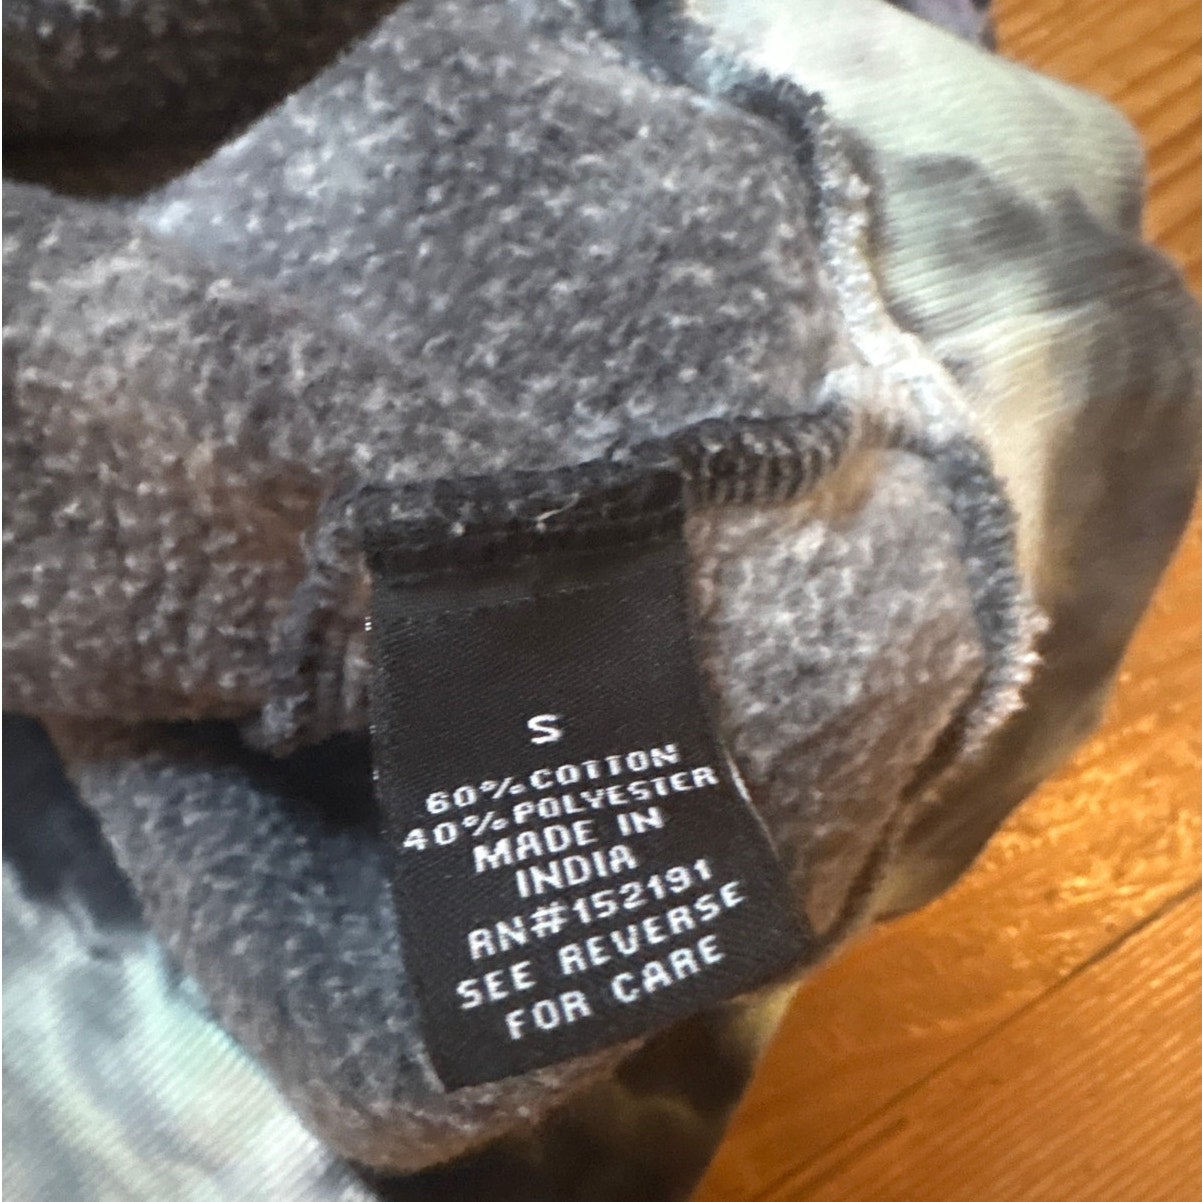 S
60% COTTON
40% POLYESTER
MADE IN
INDIA
RN#152191
SEE REVERSE
FOR CARE